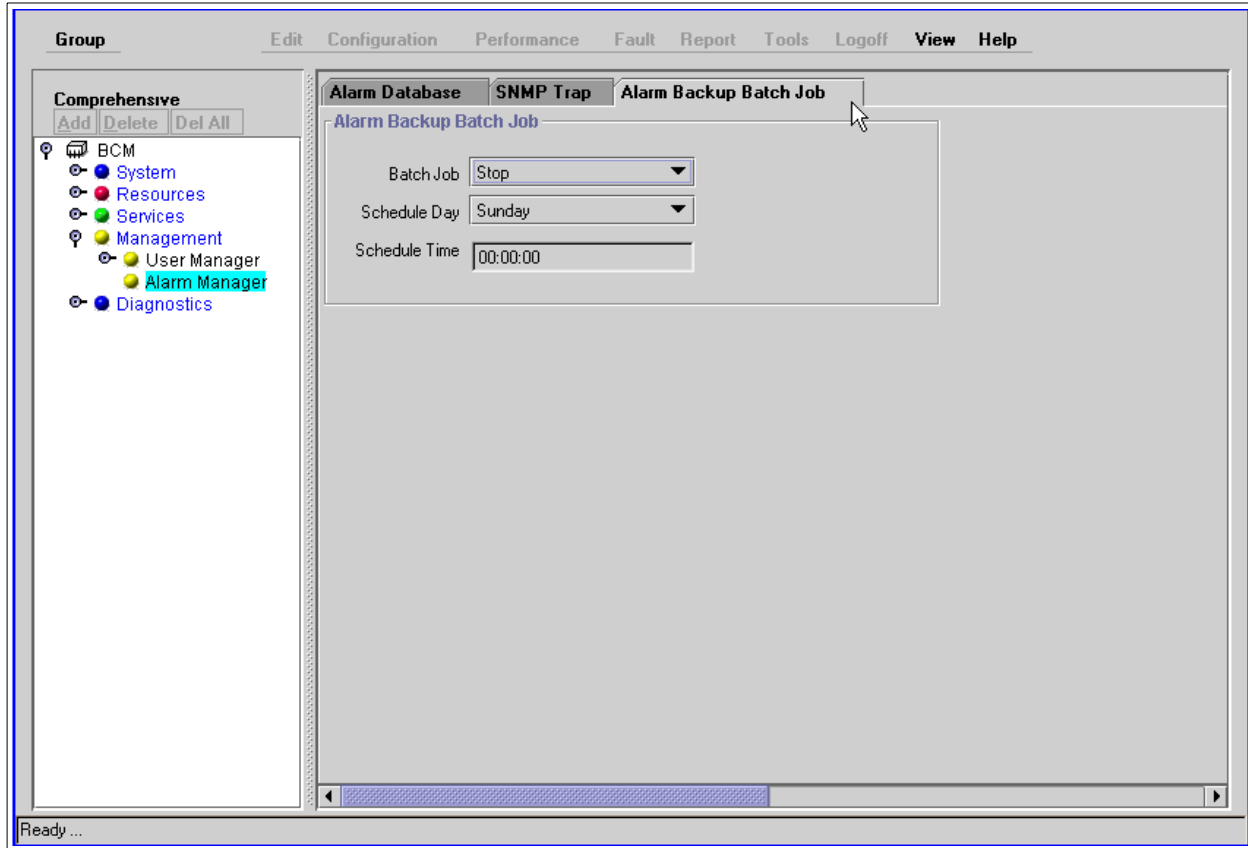 Group Edit Configuration Performance Fault Report Tools Logoff View Help
Comprehensive
Add Delete Del All
BCM
System
Resources
Services
Management
User Manager
Alarm Manager
Diagnostics
Alarm Database SNMP Trap Alarm Backup Batch Job
Alarm Backup Batch Job
Batch Job Stop
Schedule Day Sunday
Schedule Time 00:00:00
Ready ...